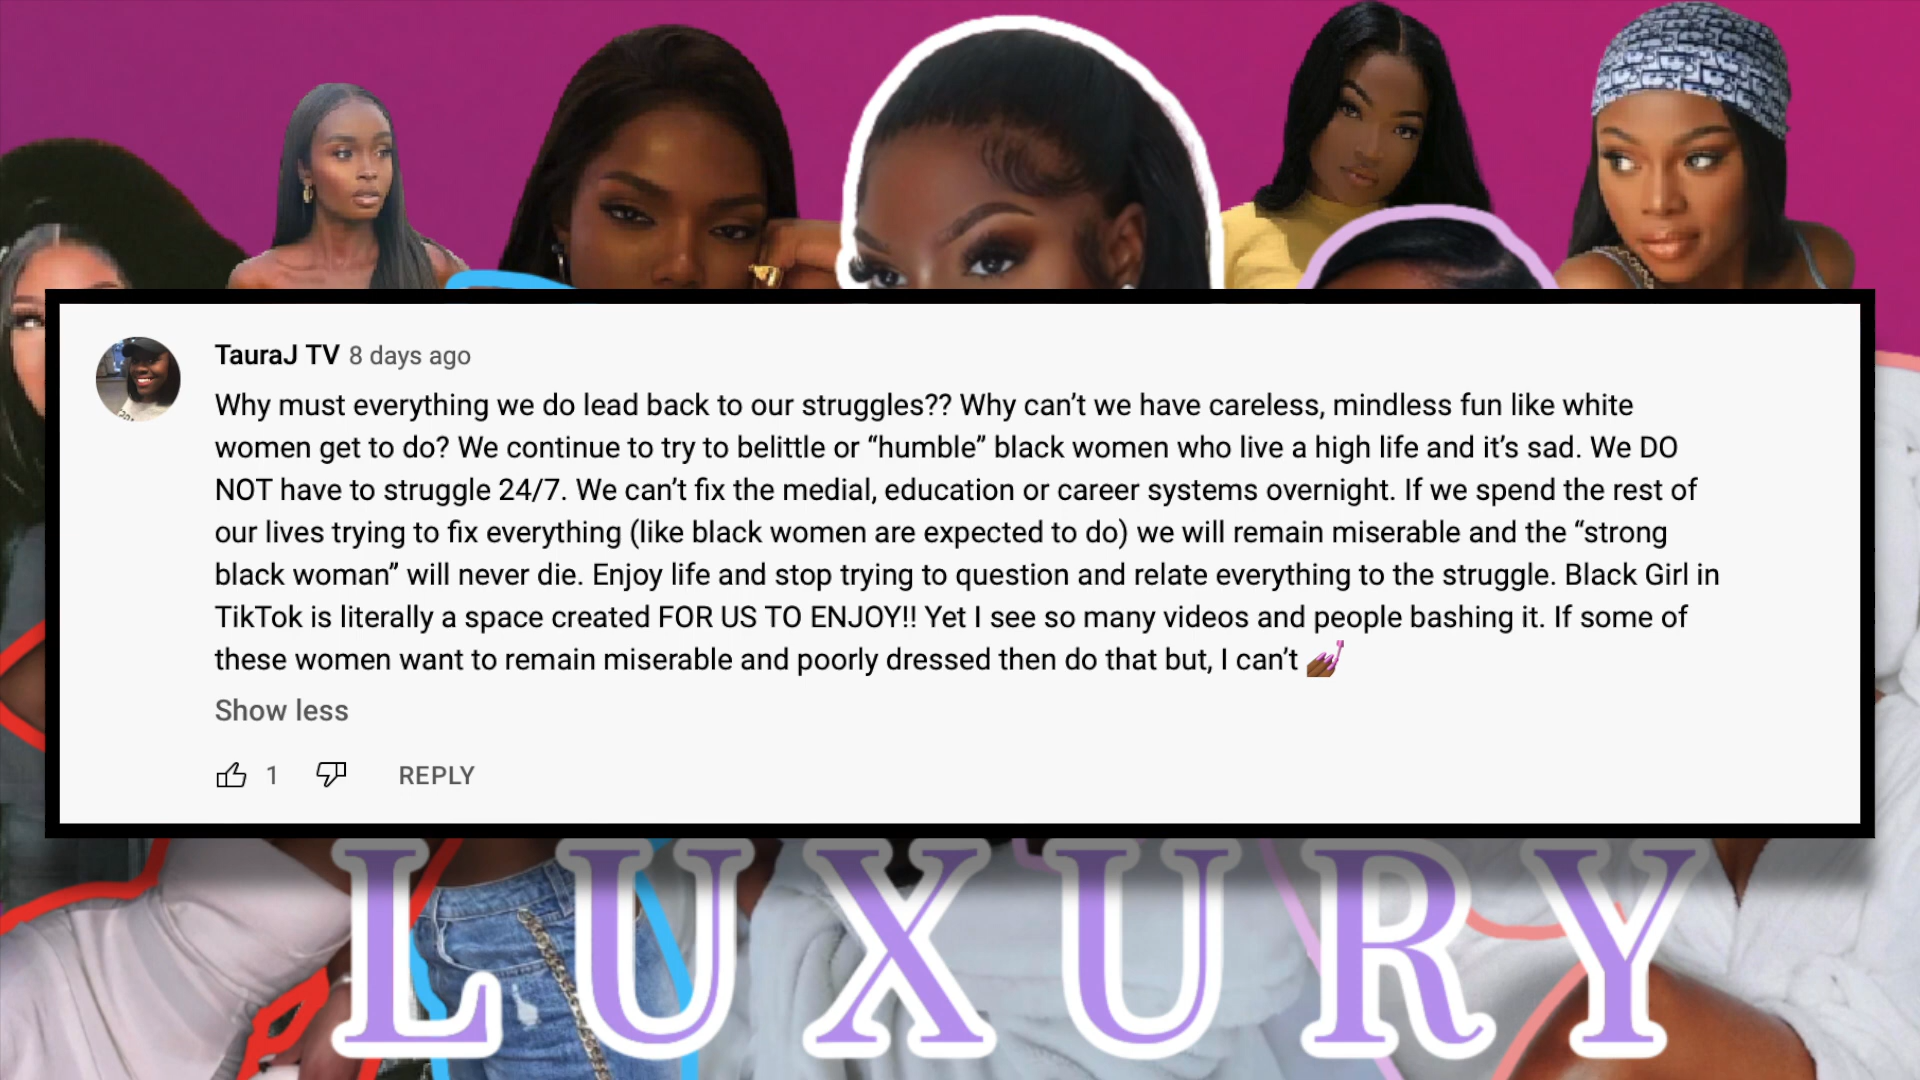 TauraJ TV 8 days ago
Why must everything we do lead back to our struggles?? Why can’t we have careless, mindless fun like white
women get to do? We continue to try to belittle or “humble” black women who live a high life and it’s sad. We DO
NOT have to struggle 24/7. We can’t fix the medial, education or career systems overnight. If we spend the rest of
our lives trying to fix everything (like black women are expected to do) we will remain miserable and the “strong
black woman” will never die. Enjoy life and stop trying to question and relate everything to the struggle. Black Girl in
TikTok is literally a space created FOR US TO ENJOY!! Yet I see so many videos and people bashing it. If some of
these women want to remain miserable and poorly dressed then do that but, I can’t 💅🏾
Show less
1 REPLY
LUXURY